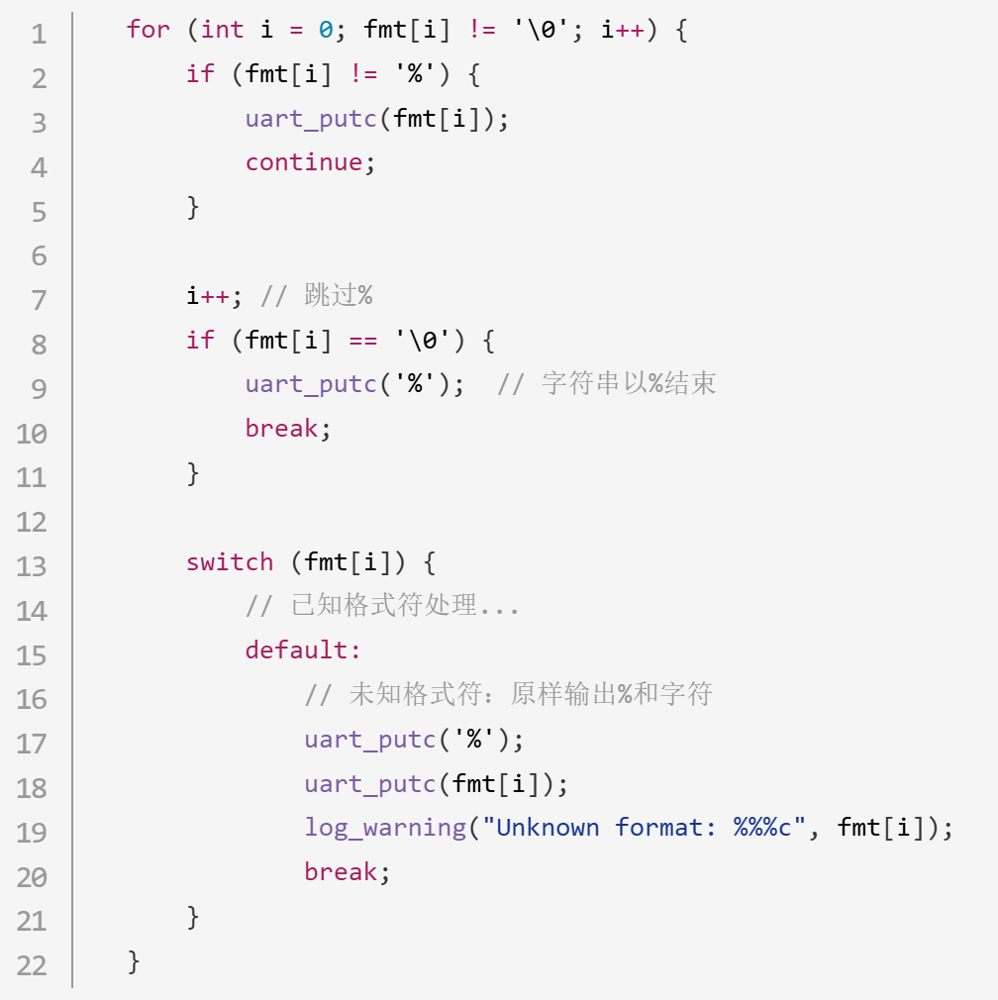 1 for (int i = 0; fmt[i] != '\0'; i++) {
2 if (fmt[i] != '%') {
3 uart_putc(fmt[i]);
4 continue;
5 }
6
7 i++; // 跳过%
8 if (fmt[i] == '\0') {
9 uart_putc('%'); // 字符串以%结束
10 break;
11 }
12
13 switch (fmt[i]) {
14 // 已知格式符处理...
15 default:
16 // 未知格式符：原样输出%和字符
17 uart_putc('%');
18 uart_putc(fmt[i]);
19 log_warning("Unknown format: %%%c", fmt[i]);
20 break;
21 }
22 }